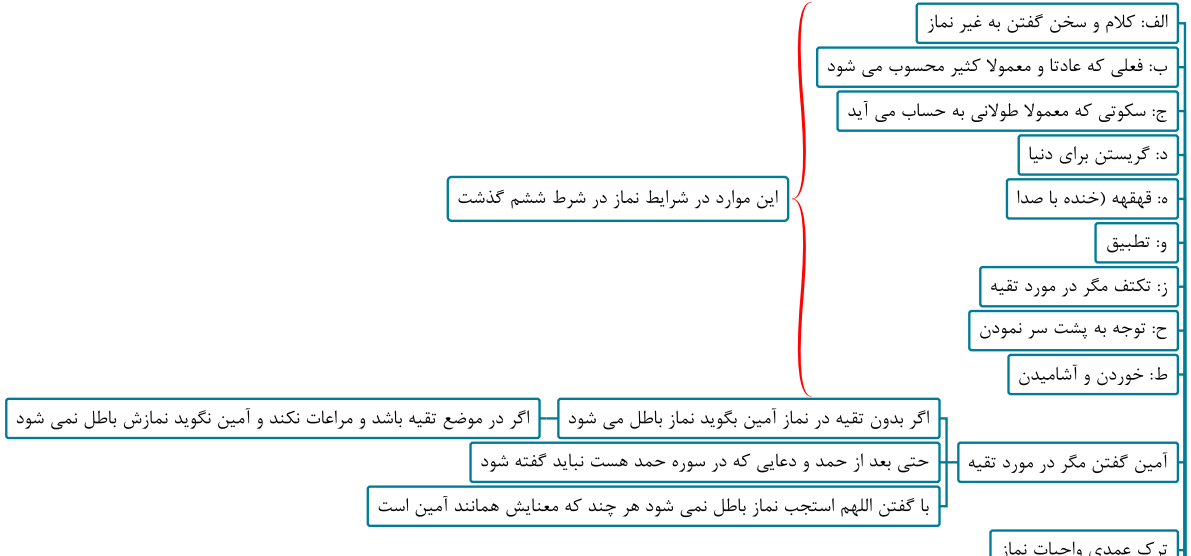 الف: کلام و سخن گفتن به غیر نماز
ب: فعلی که عادتا و معمولا کثیر محسوب می شود
ج: سکوتی که معمولا طولانی به حساب می آید
د: گریستن برای دنیا
ه: قهقهه (خنده با صدا
و: تطبیق
ز: تکتف مگر در مورد تقیه
ح: توجه به پشت سر نمودن
ط: خوردن و آشامیدن
این موارد در شرایط نماز در شرط ششم گذشت
آمین گفتن مگر در مورد تقیه
اگر بدون تقیه در نماز آمین بگوید نماز باطل می شود
اگر در موضع تقیه باشد و مراعات نکند و آمین نگوید نمازش باطل نمی شود
حتی بعد از حمد و دعایی که در سوره حمد هست نباید گفته شود
با گفتن اللهم استجب نماز باطل نمی شود هر چند که معنایش همانند آمین است
ترک عمدی واجبات نماز